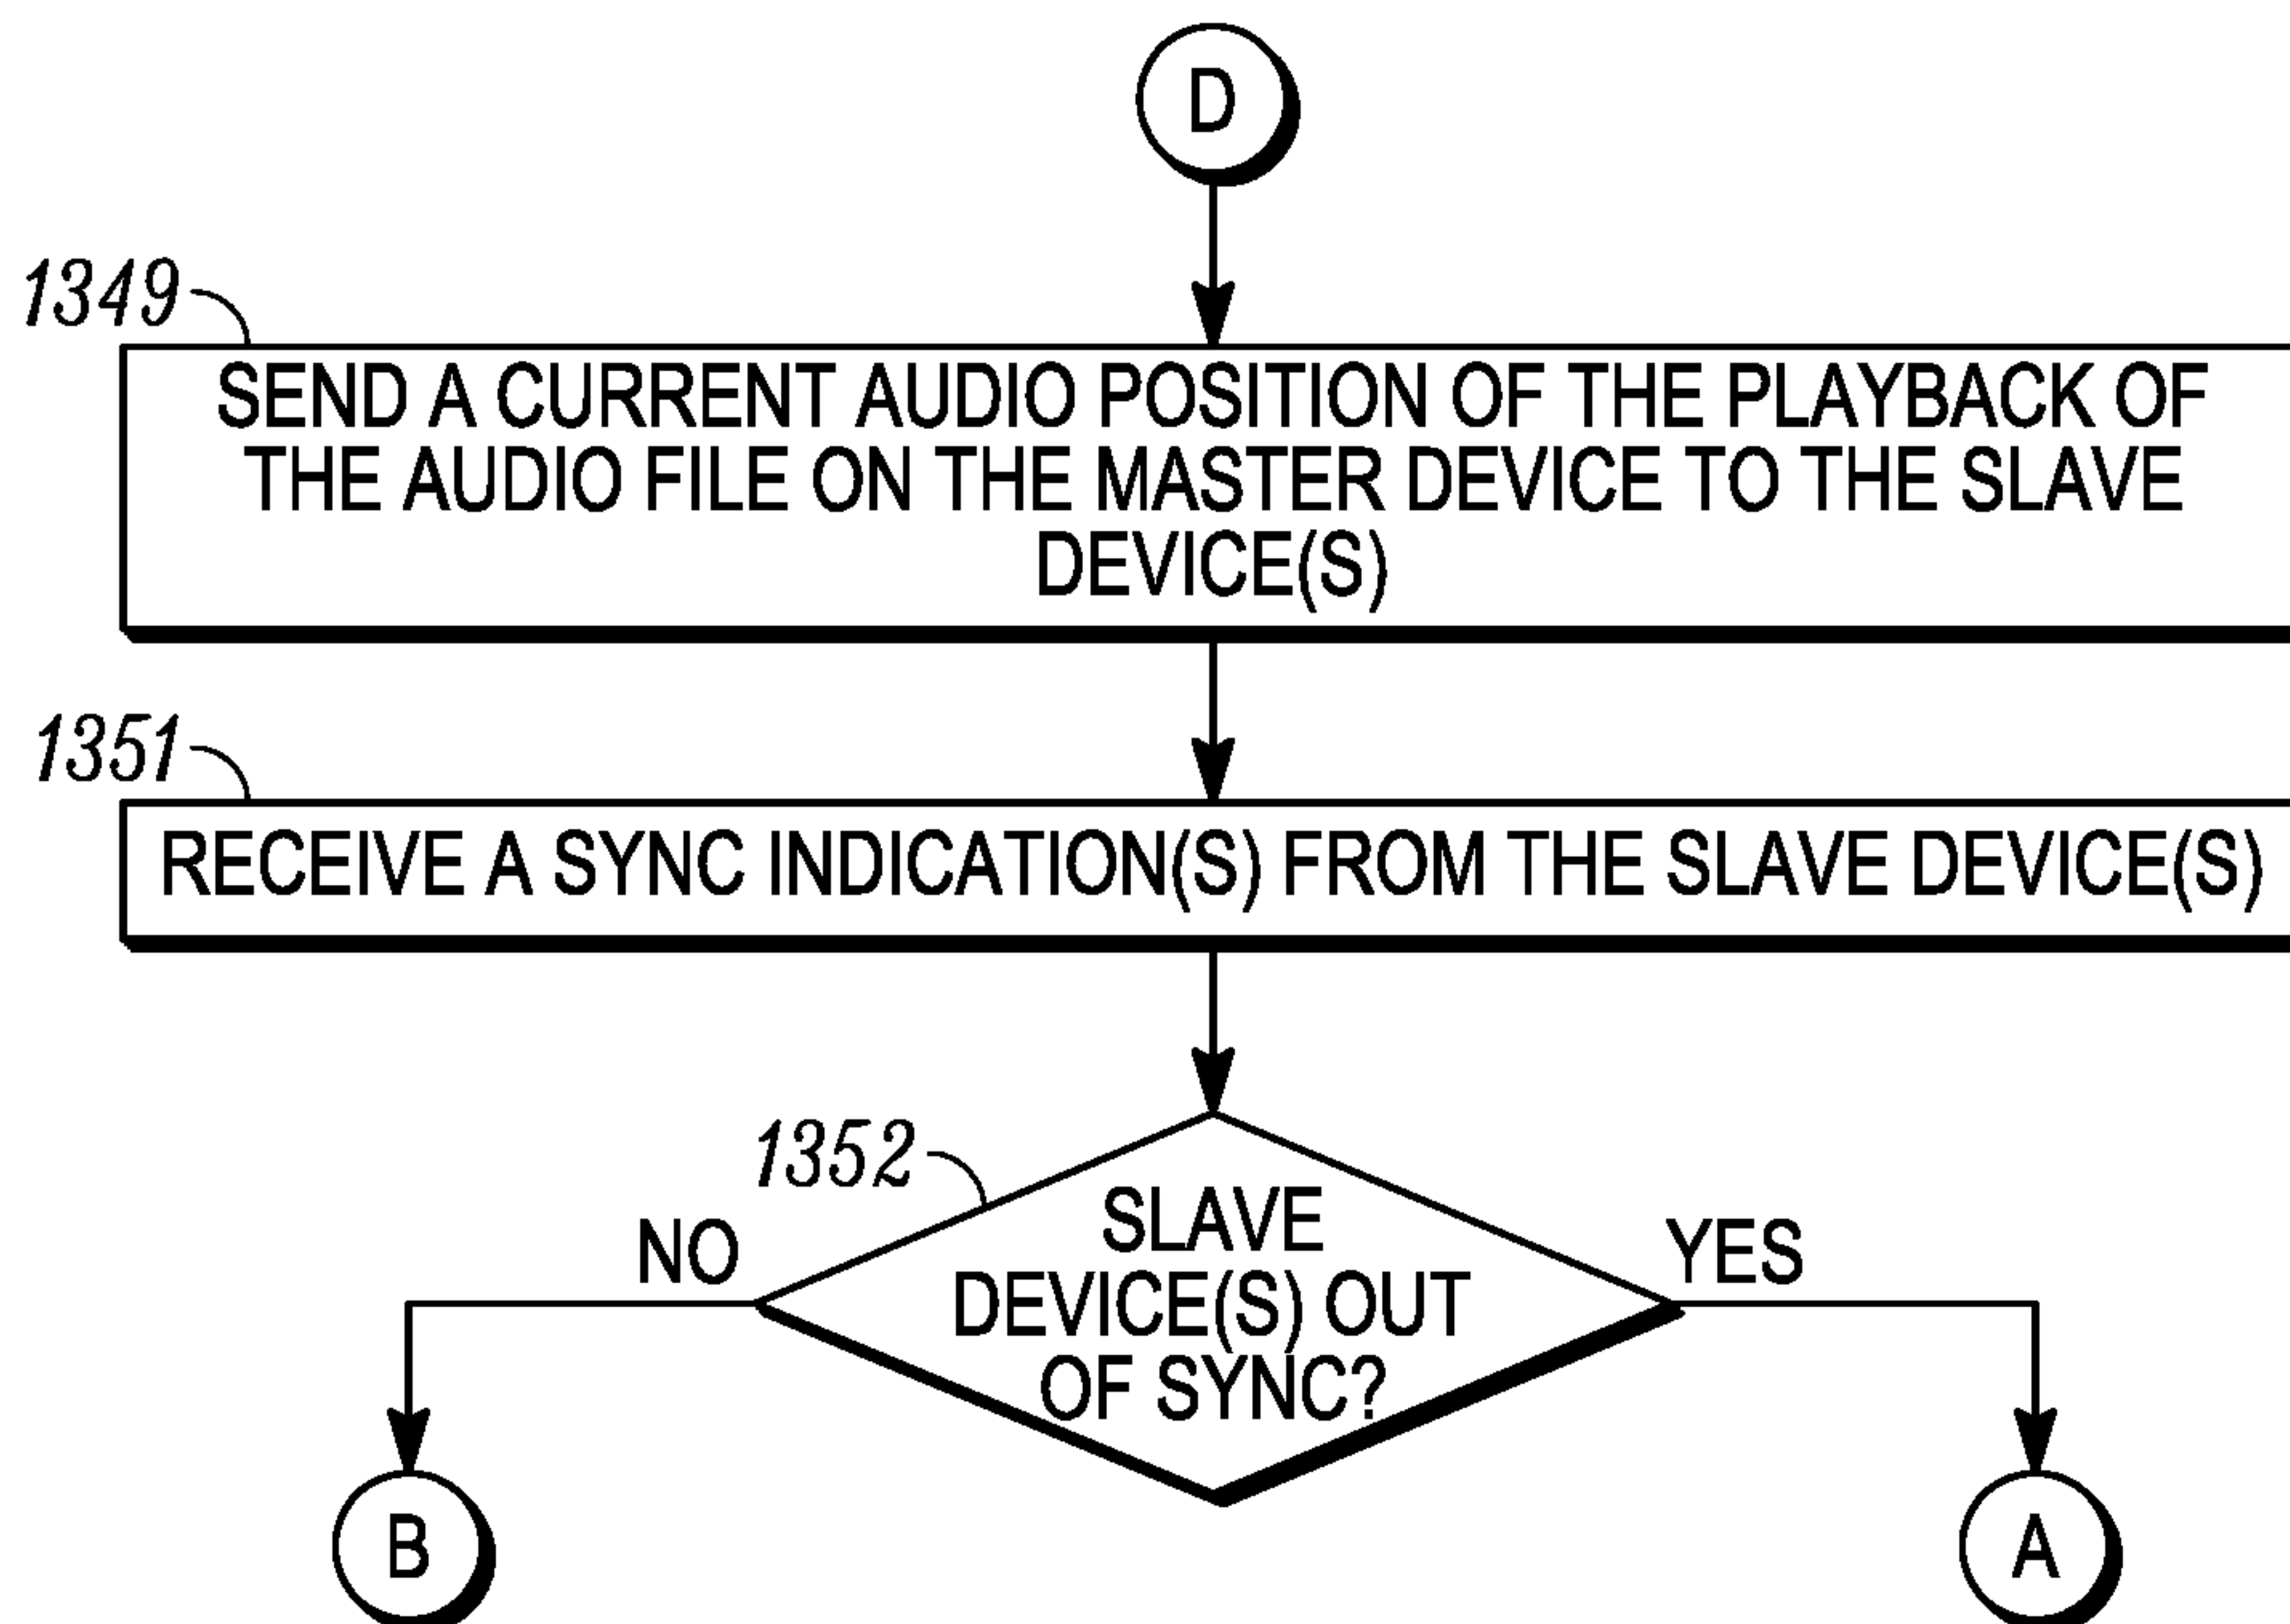 D
1349
SEND A CURRENT AUDIO POSITION OF THE PLAYBACK OF
THE AUDIO FILE ON THE MASTER DEVICE TO THE SLAVE
DEVICE(S)
1351
RECEIVE A SYNC INDICATION(S) FROM THE SLAVE DEVICE(S)
1352
SLAVE
DEVICE(S) OUT
OF SYNC?
NO
YES
B
A